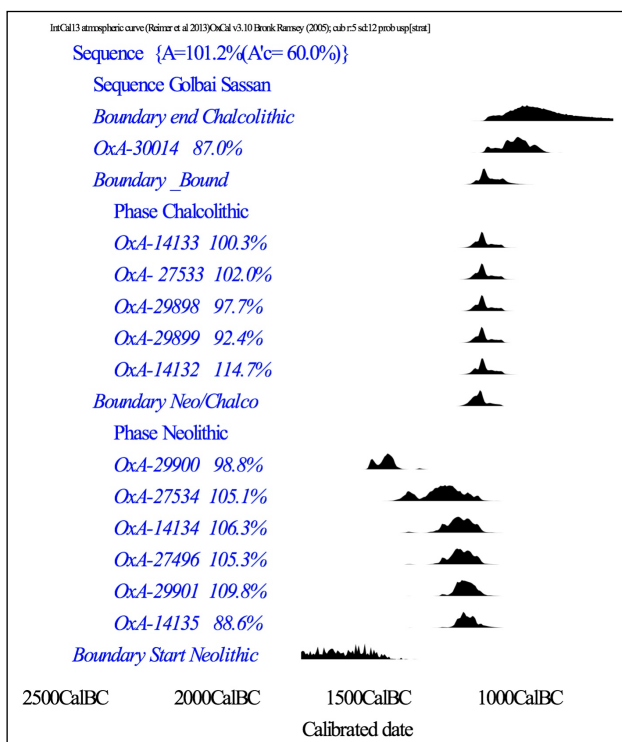 IntCal13 atmospheric curve (Reimer et al 2013)OxCal v3.10 Bronk Ramsey (2005); cub r:5 sd:12 prob usp[strat]
Sequence {A=101.2%(A'c= 60.0%)}
Sequence Golbai Sassan
Boundary end Chalcolithic
OxA-30014 87.0%
Boundary _Bound
Phase Chalcolithic
OxA-14133 100.3%
OxA- 27533 102.0%
OxA-29898 97.7%
OxA-29899 92.4%
OxA-14132 114.7%
Boundary Neo/Chalco
Phase Neolithic
OxA-29900 98.8%
OxA-27534 105.1%
OxA-14134 106.3%
OxA-27496 105.3%
OxA-29901 109.8%
OxA-14135 88.6%
Boundary Start Neolithic
2500CalBC 2000CalBC 1500CalBC 1000CalBC
Calibrated date